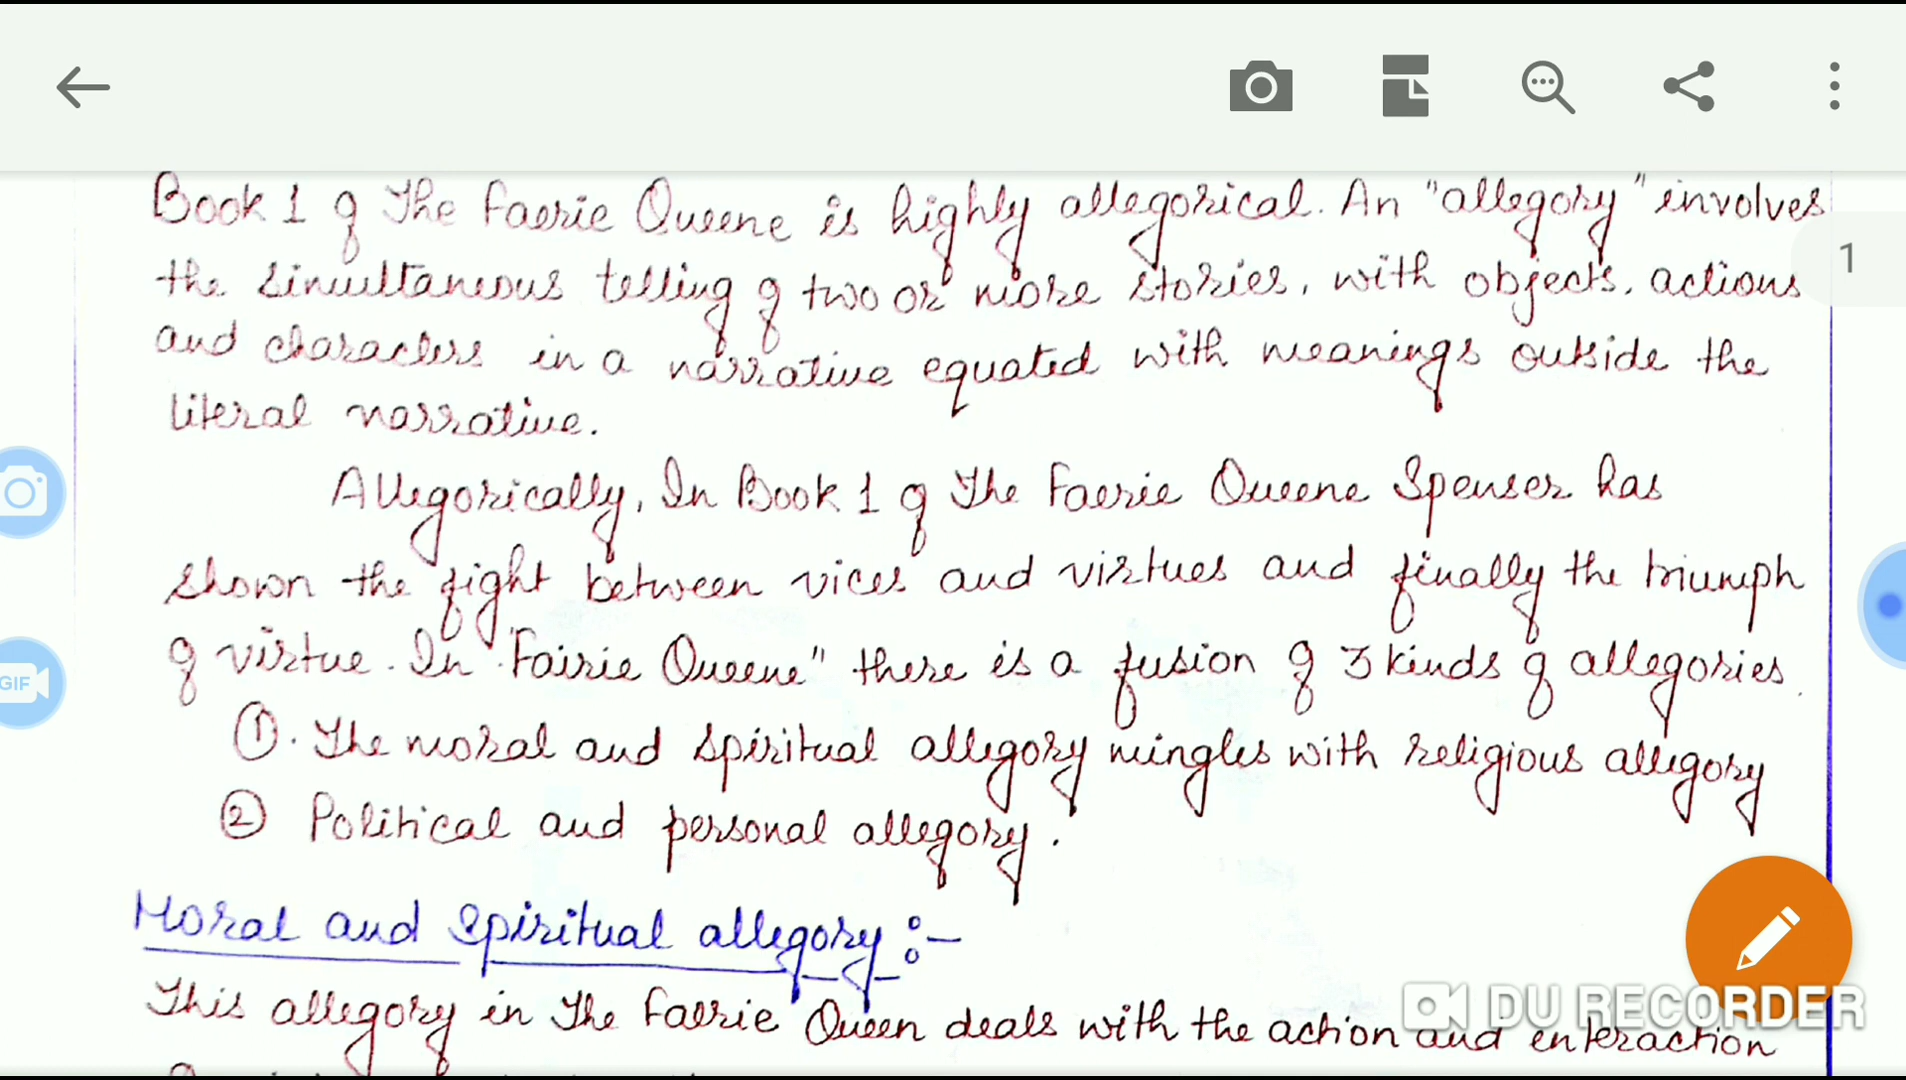 Book 1 of The Faerie Queene is highly allegorical. An "allegory" involves
1
the simultaneous telling of two or more stories, with objects, actions
and characters in a narrative equated with meanings outside the
literal narrative.
Allegorically, In Book 1 of The Faerie Queene Spenser has
shown the fight between vices and virtues and finally the triumph
of virtue. In "Fairie Queene" there is a fusion of 3 kinds of allegories.
GIF
①. The moral and spiritual allegory mingles with religious allegory
② Political and personal allegory.
Moral and Spiritual allegory :-
This allegory in The Faerie Queen deals with the action and enteraction
DU RECORDER